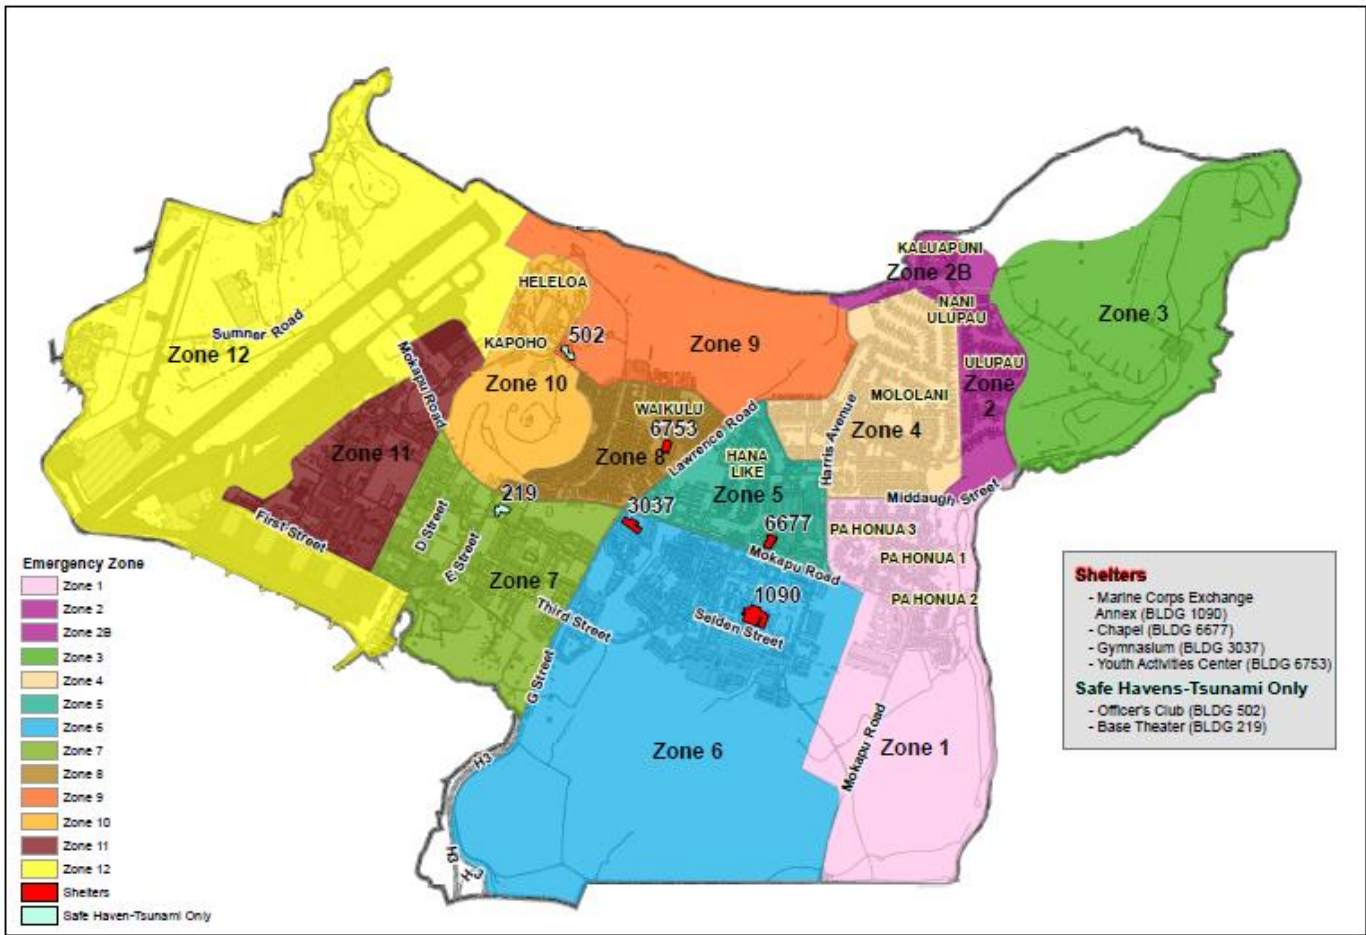 KALUAPUNI
Zone 2B
HELELOA
NANI
ULUPAU
Zone 3
Sumner Road
Zone 12
Mokapu Road
KAPOHO
502
Zone 9
Zone 10
ULUPAU
Zone
2
MOLOLANI
WAIKULU
6753
Lawrence Road
Harris Avenue
Zone 4
Zone 11
Zone 8
HANA
LIKE
Zone 5
219
3037
Middaugh Street
First Street
D Street
E Street
6677
PA HONUA 3
Mokapu Road
PA HONUA 1
Zone 7
1090
PA HONUA 2
Third Street
Selden Street
G Street
Zone 6
Mokapu Road
Zone 1
H3
H3
H3
Emergency Zone
Zone 1
Zone 2
Zone 2B
Zone 3
Zone 4
Zone 5
Zone 6
Zone 7
Zone 8
Zone 9
Zone 10
Zone 11
Zone 12
Shelters
Safe Haven-Tsunami Only
Shelters
- Marine Corps Exchange
Annex (BLDG 1090)
- Chapel (BLDG 6677)
- Gymnasium (BLDG 3037)
- Youth Activities Center (BLDG 6753)
Safe Havens-Tsunami Only
- Officer's Club (BLDG 502)
- Base Theater (BLDG 219)